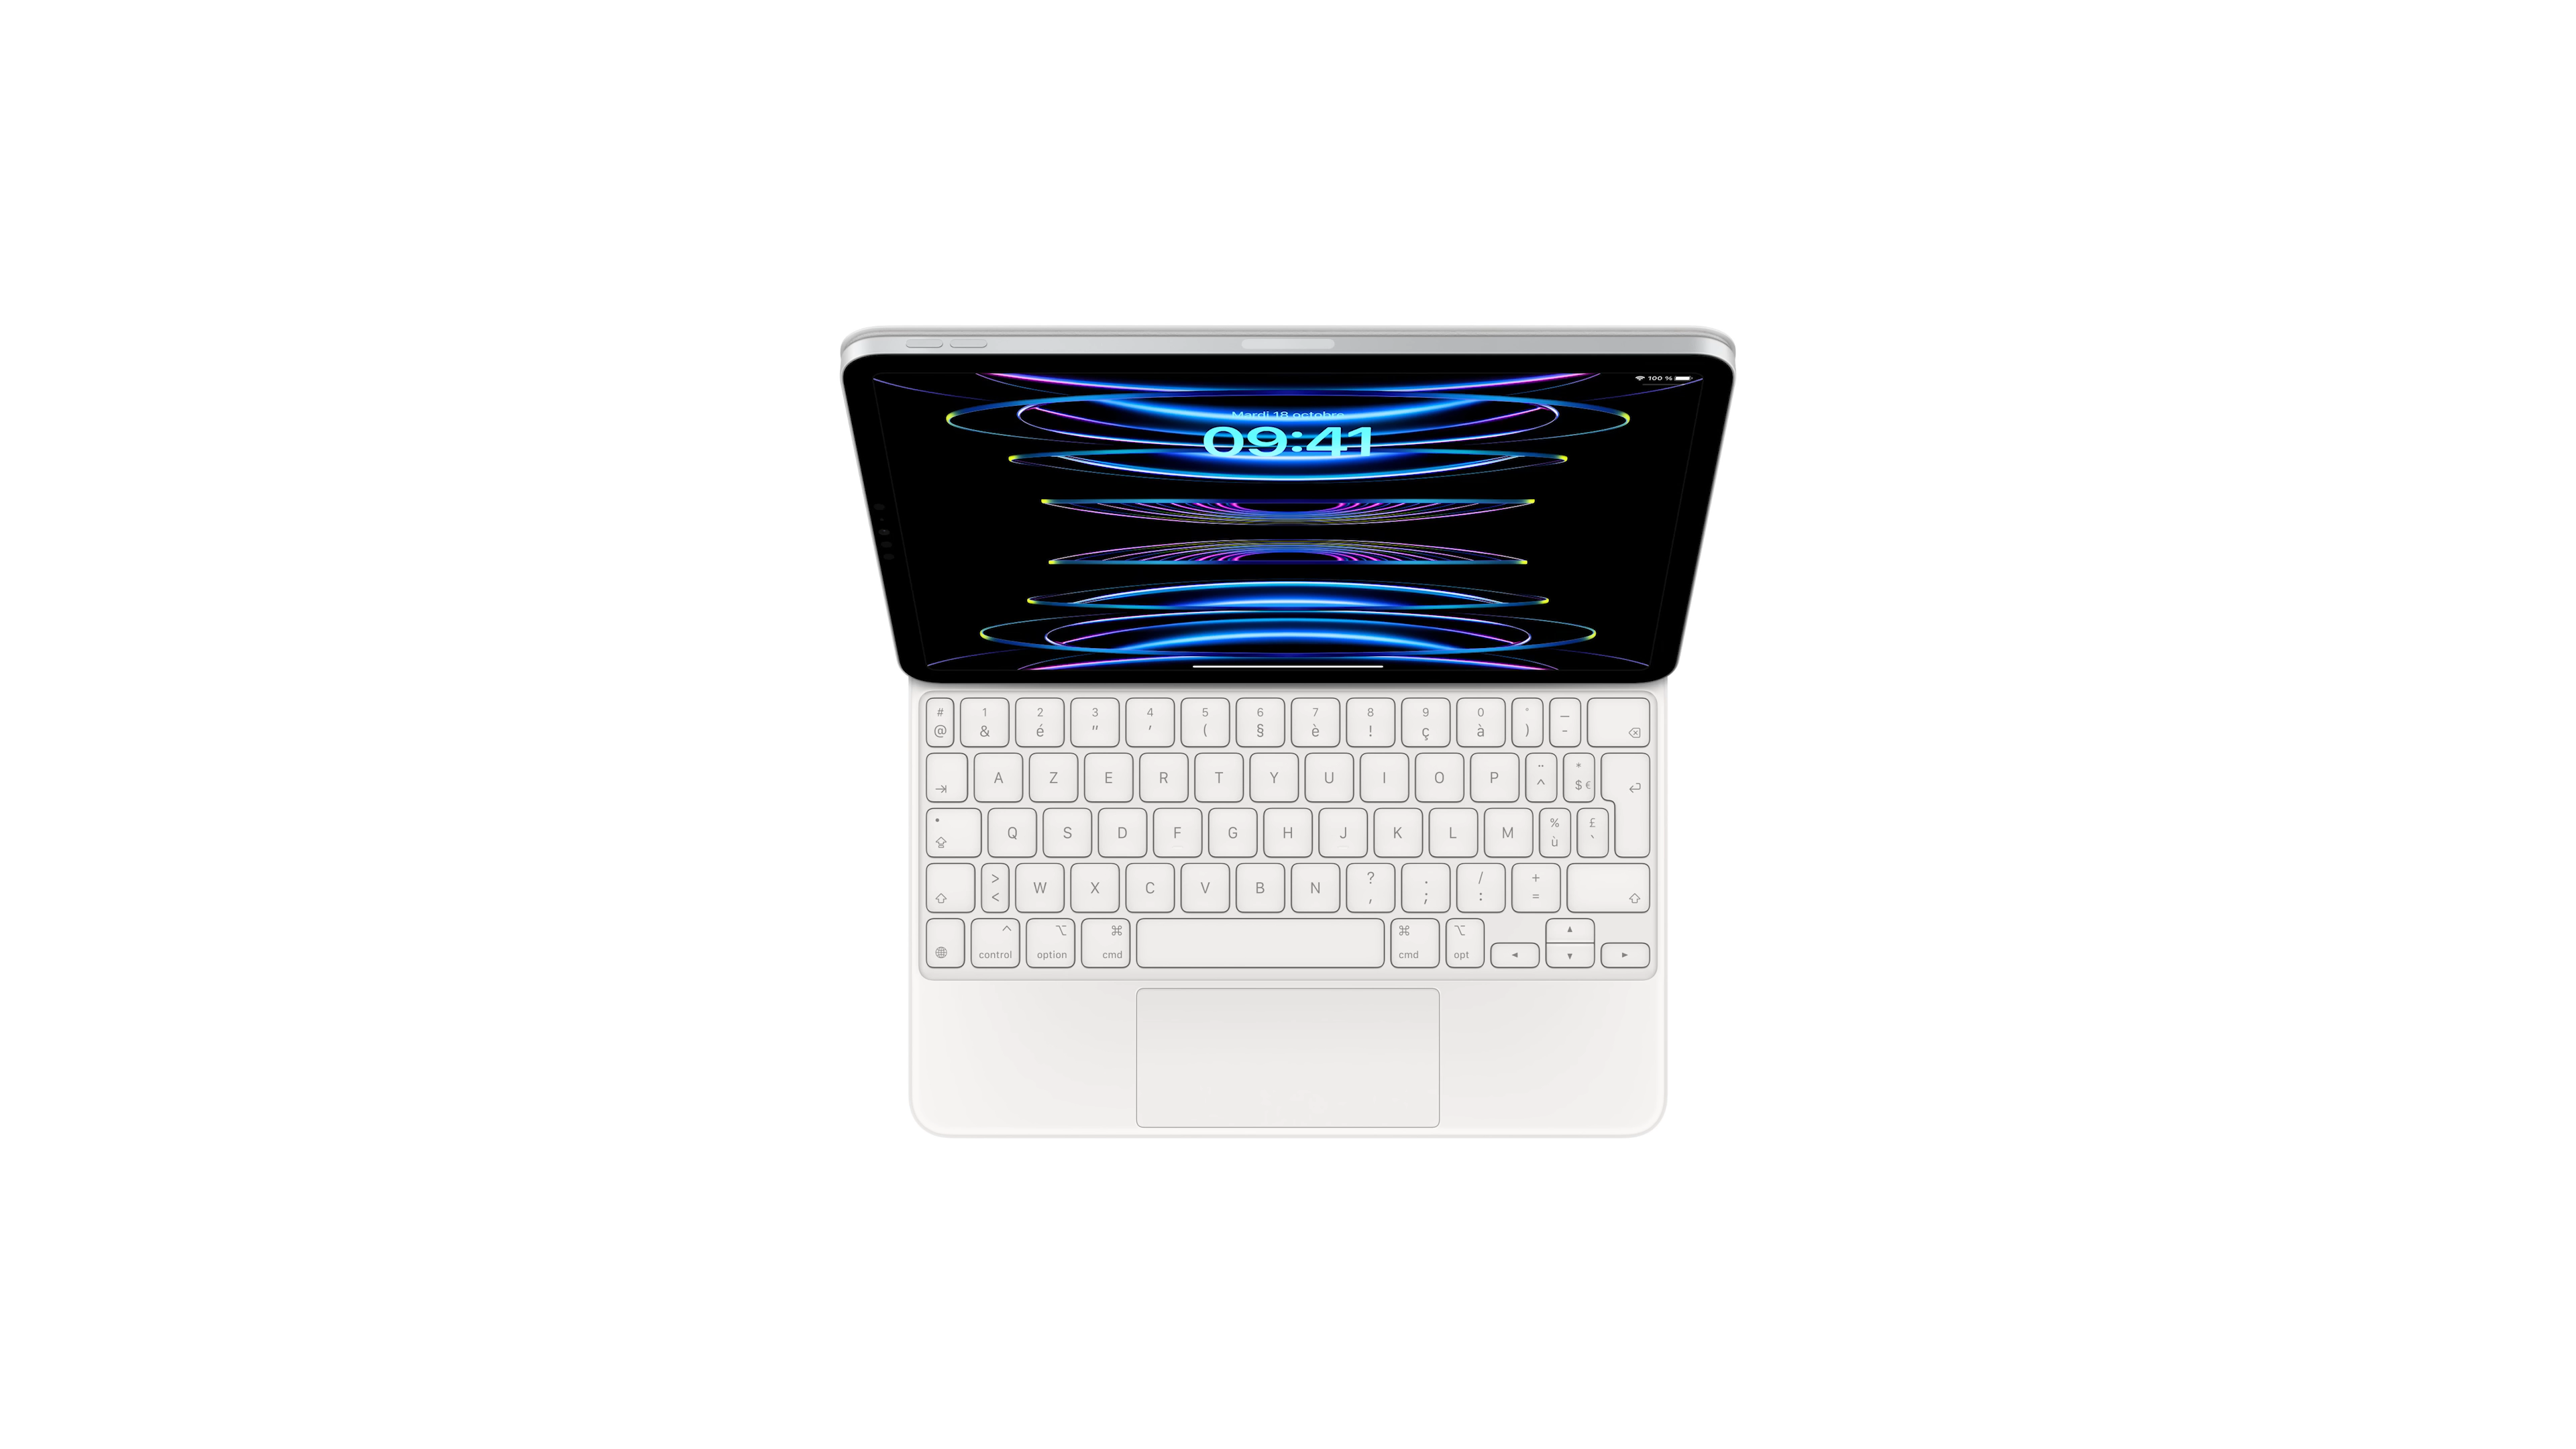 100 %
Mardi 18 octobre
09:41
# 1 2 3 4 5 6 7 8 9 0 ° _
@ & é " ' ( § è ! ç à ) -
A Z E R T Y U I O P ¨ ^ * $ €
Q S D F G H J K L M % ù £ `
> < W X C V B N ? , . ; / : + =
control option cmd cmd opt